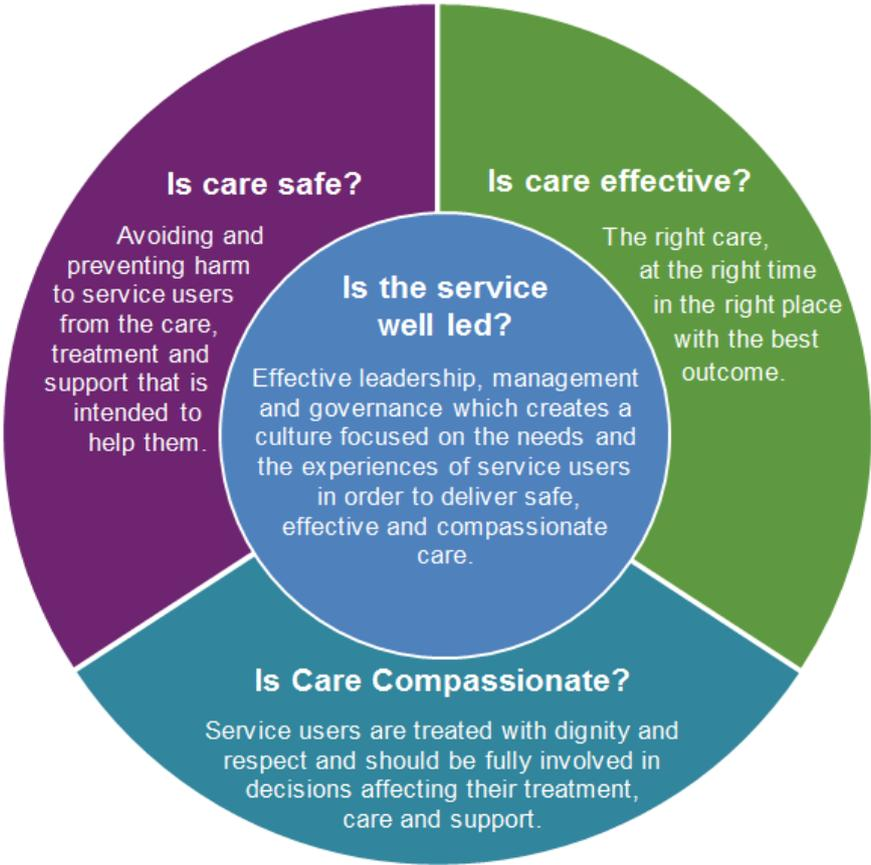 Is care safe?
Avoiding and
preventing harm
to service users
from the care,
treatment and
support that is
intended to
help them.
Is care effective?
The right care,
at the right time
in the right place
with the best
outcome.
Is the service
well led?
Effective leadership, management
and governance which creates a
culture focused on the needs and
the experiences of service users
in order to deliver safe,
effective and compassionate
care.
Is Care Compassionate?
Service users are treated with dignity and
respect and should be fully involved in
decisions affecting their treatment,
care and support.